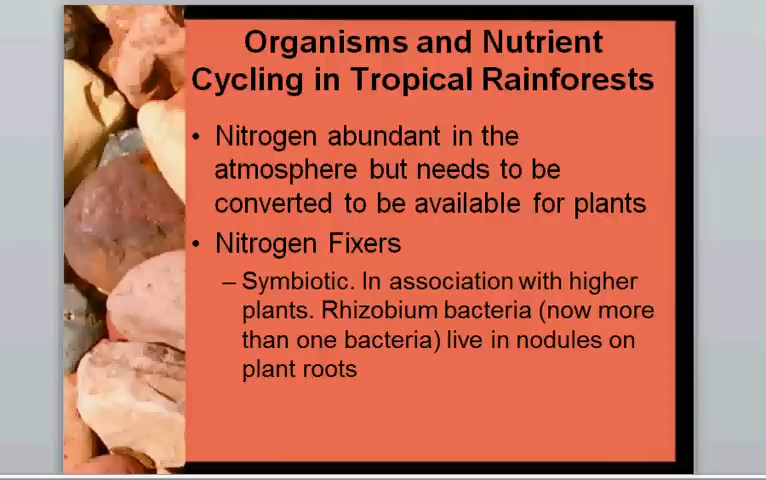 Organisms and Nutrient
Cycling in Tropical Rainforests
• Nitrogen abundant in the
atmosphere but needs to be
converted to be available for plants
• Nitrogen Fixers
– Symbiotic. In association with higher
plants. Rhizobium bacteria (now more
than one bacteria) live in nodules on
plant roots